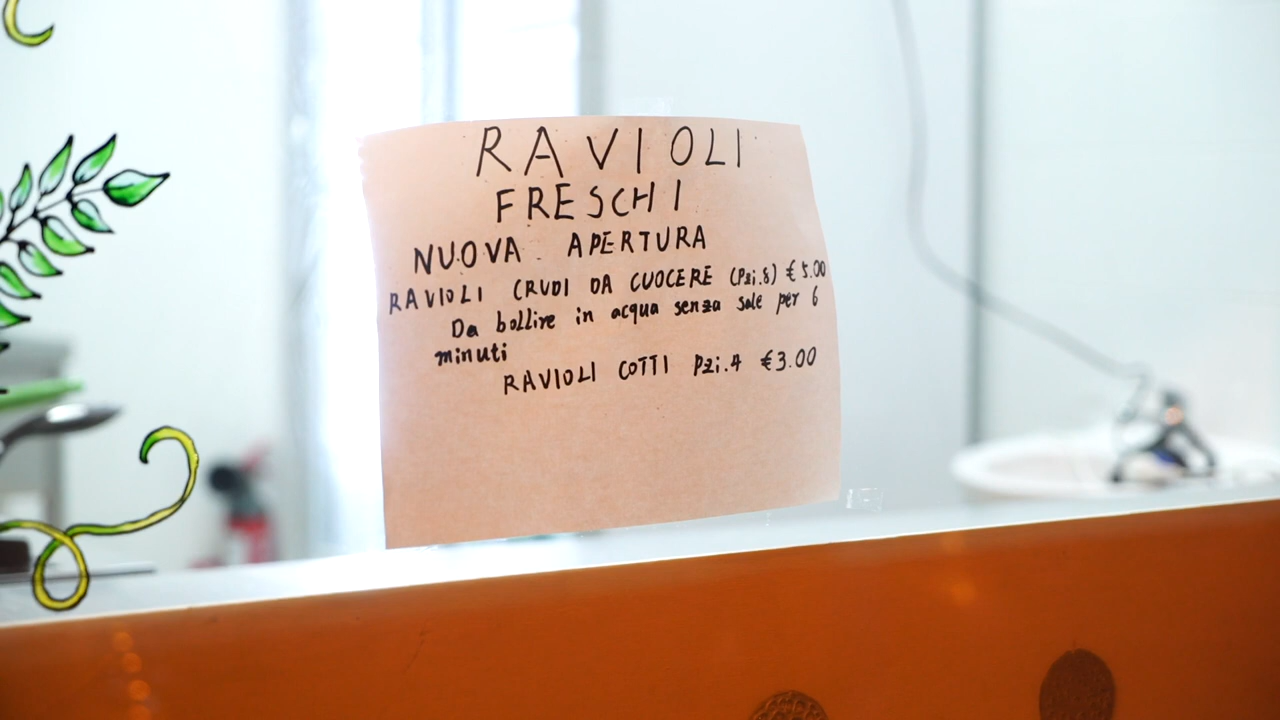 RAVIOLI
FRESCHI
NUOVA APERTURA
RAVIOLI CRUDI DA CUOCERE (Pzi.8) € 5.00
Da bollire in acqua senza sale per 6
minuti
RAVIOLI COTTI Pzi.4 €3.00